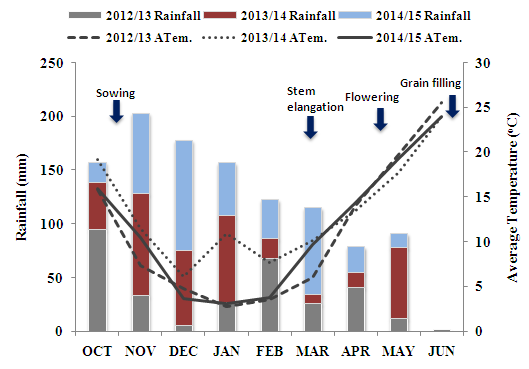 2012/13 Rainfall 2013/14 Rainfall 2014/15 Rainfall
2012/13 ATem. 2013/14 ATem. 2014/15 ATem.
Rainfall (mm)
250
200
150
100
50
0
Sowing
Stem
elangation
Flowering
Grain filling
30
25
20
15
10
5
0
Average Temperature (ºC)
OCT NOV DEC JAN FEB MAR APR MAY JUN